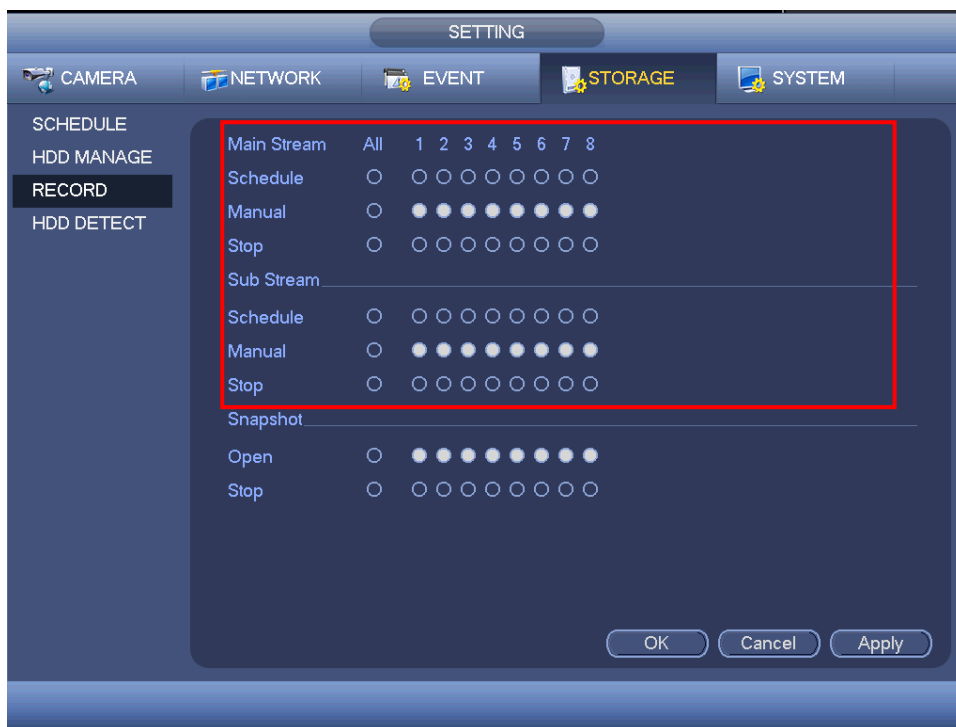 SETTING
CAMERA NETWORK EVENT STORAGE SYSTEM
SCHEDULE
HDD MANAGE
RECORD
HDD DETECT
Main Stream All 1 2 3 4 5 6 7 8
Schedule
Manual
Stop
Sub Stream
Schedule
Manual
Stop
Snapshot
Open
Stop
OK Cancel Apply